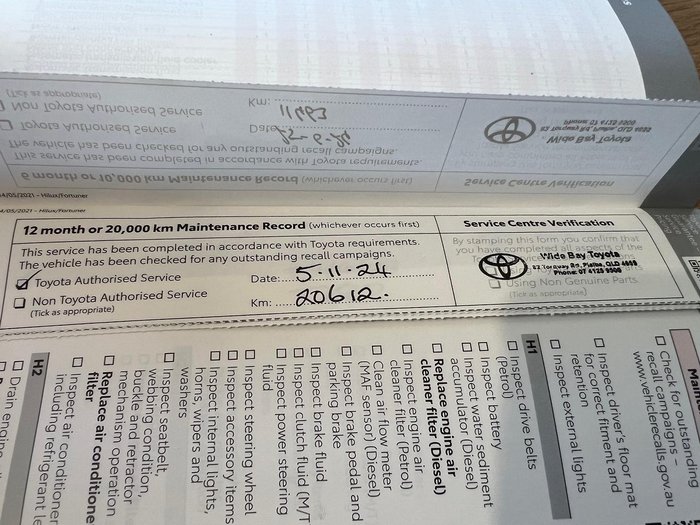 (Tick as appropriate)
Non Toyota Authorised Service
Km: 11663
Toyota Authorised Service
Date:
The vehicle has been checked for any outstanding recall campaigns.
This service has been completed in accordance with Toyota requirements.
6 month or 10,000 km Maintenance Record (whichever occurs first)
Service Centre Verification
Wide Bay Toyota
4/05/2021 – Hilux/Fortuner
12 month or 20,000 km Maintenance Record (whichever occurs first)
This service has been completed in accordance with Toyota requirements.
The vehicle has been checked for any outstanding recall campaigns.
Toyota Authorised Service
Date: 5.11.24
Non Toyota Authorised Service
Km: 20612.
(Tick as appropriate)
Service Centre Verification
By stamping this form you confirm that
you have completed all aspects of the
Wide Bay Toyota
Phone: 07 4123 9500
Using Non Genuine Parts
(Tick as appropriate)
Check for outstanding
recall campaigns –
www.vehiclerecalls.gov.au
Inspect driver's floor mat
for correct fitment and
retention
Inspect external lights
H1
Inspect drive belts
(Petrol)
Inspect battery
Inspect water sediment
accumulator (Diesel)
Replace engine air
cleaner filter (Diesel)
Inspect engine air
cleaner filter (Petrol)
Clean air flow meter
(MAF sensor) (Diesel)
Inspect brake pedal and
parking brake
Inspect brake fluid
Inspect clutch fluid (M/T
Inspect power steering
fluid
Inspect steering wheel
Inspect accessory items
Inspect internal lights,
horns, wipers and
washers
Inspect seatbelt,
webbing condition,
buckle and retractor
mechanism operation
Replace air conditione
filter
Inspect air conditioner
including refrigerant le
H2
Drain engine